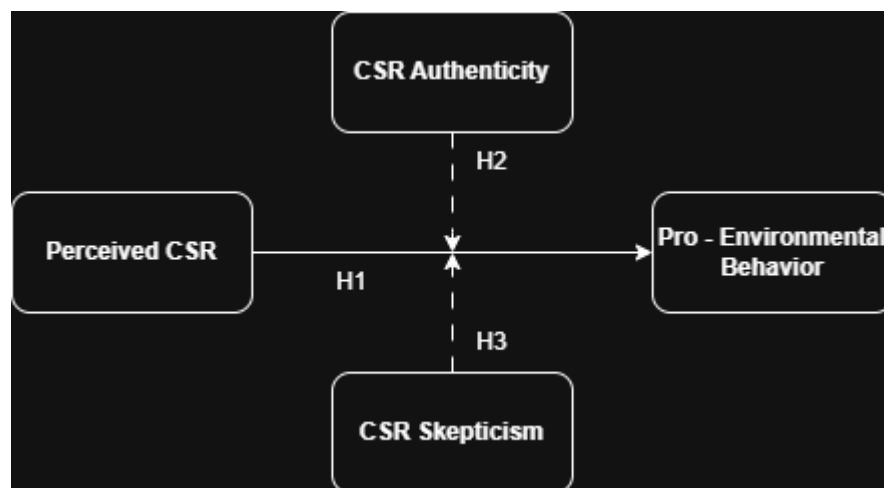 CSR Authenticity
H2
Perceived CSR
Pro - Environmental
Behavior
H1
H3
CSR Skepticism